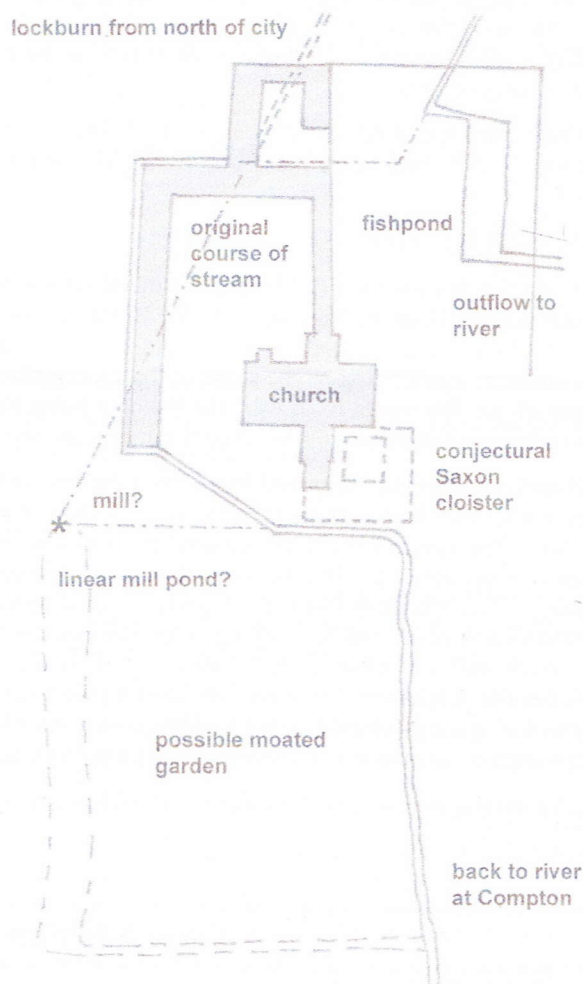 lockburn from north of city
original
course of
stream
fishpond
outflow to
river
church
conjectural
Saxon
cloister
mill?
*
linear mill pond?
possible moated
garden
back to river
at Compton